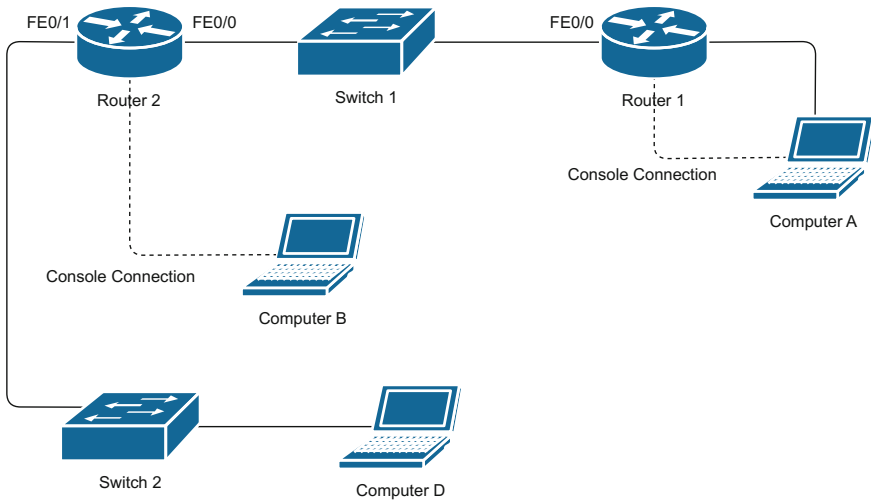 FE0/1
FE0/0
FE0/0
Router 2
Switch 1
Router 1
Console Connection
Computer A
Console Connection
Computer B
Switch 2
Computer D